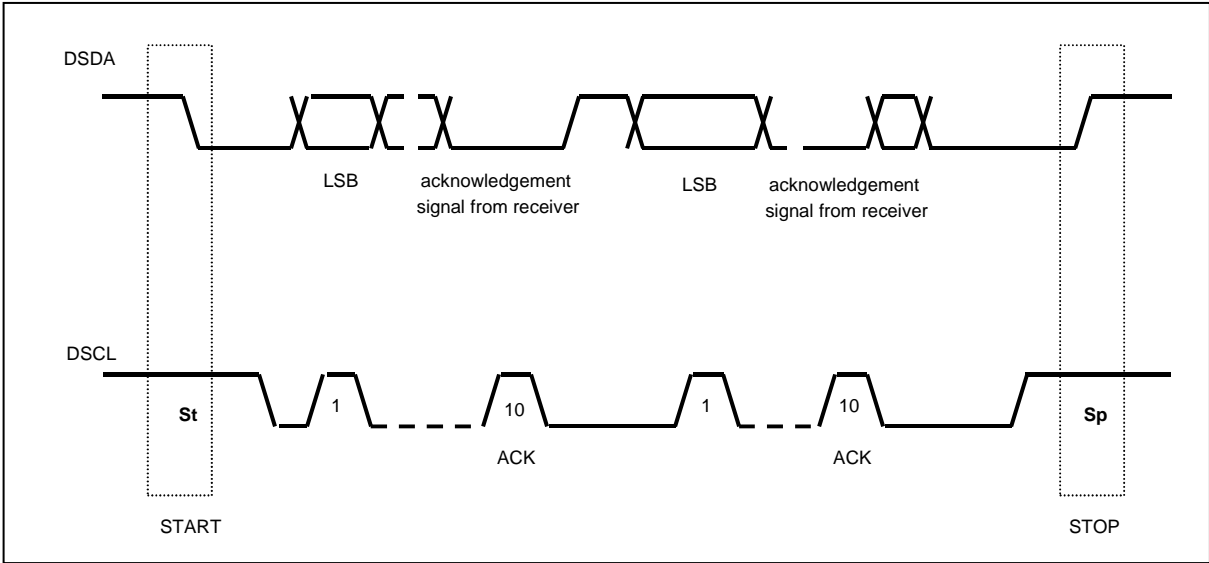 DSDA
LSB
acknowledgement
signal from receiver
LSB
acknowledgement
signal from receiver
DSCL
St
1
10
1
10
Sp
ACK
ACK
START
STOP